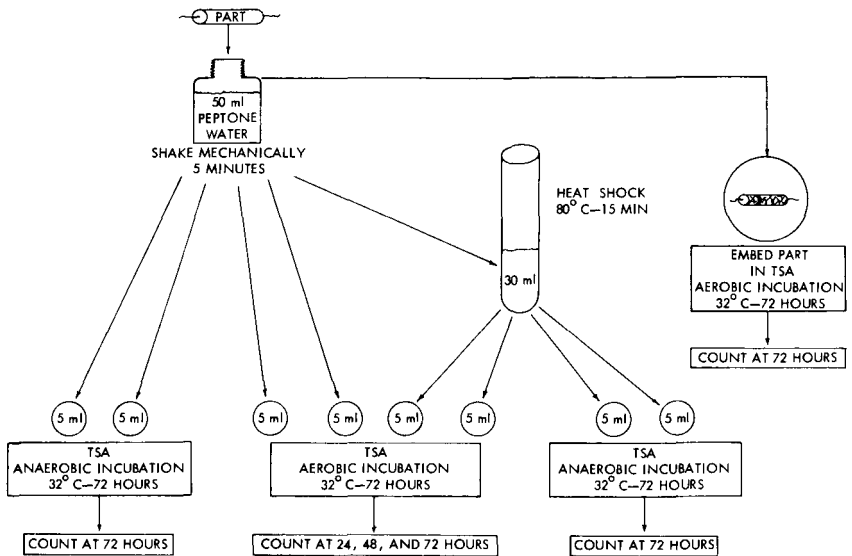 PART
50 ml
PEPTONE
WATER
SHAKE MECHANICALLY
5 MINUTES
HEAT SHOCK
80° C—15 MIN
30 ml
EMBED PART
IN TSA
AEROBIC INCUBATION
32° C—72 HOURS
COUNT AT 72 HOURS
5 ml
5 ml
5 ml
5 ml
5 ml
5 ml
5 ml
5 ml
TSA
ANAEROBIC INCUBATION
32° C—72 HOURS
TSA
AEROBIC INCUBATION
32° C—72 HOURS
TSA
ANAEROBIC INCUBATION
32° C—72 HOURS
COUNT AT 72 HOURS
COUNT AT 24, 48, AND 72 HOURS
COUNT AT 72 HOURS